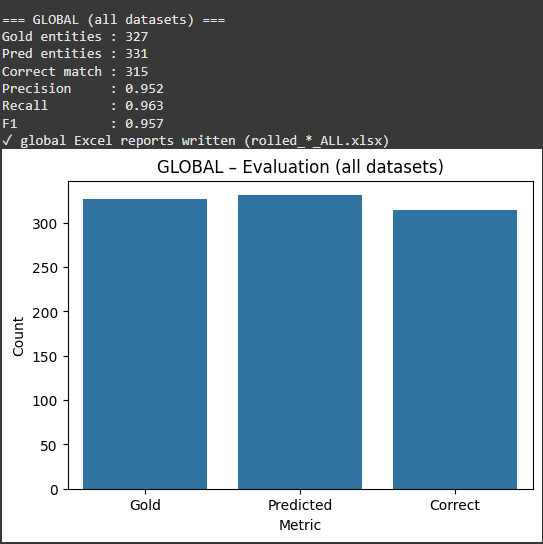 === GLOBAL (all datasets) ===
Gold entities : 327
Pred entities : 331
Correct match : 315
Precision     : 0.952
Recall        : 0.963
F1            : 0.957
✓ global Excel reports written (rolled_*_ALL.xlsx)
GLOBAL – Evaluation (all datasets)
300
250
200
150
100
50
0
Count
Gold Predicted Correct
Metric